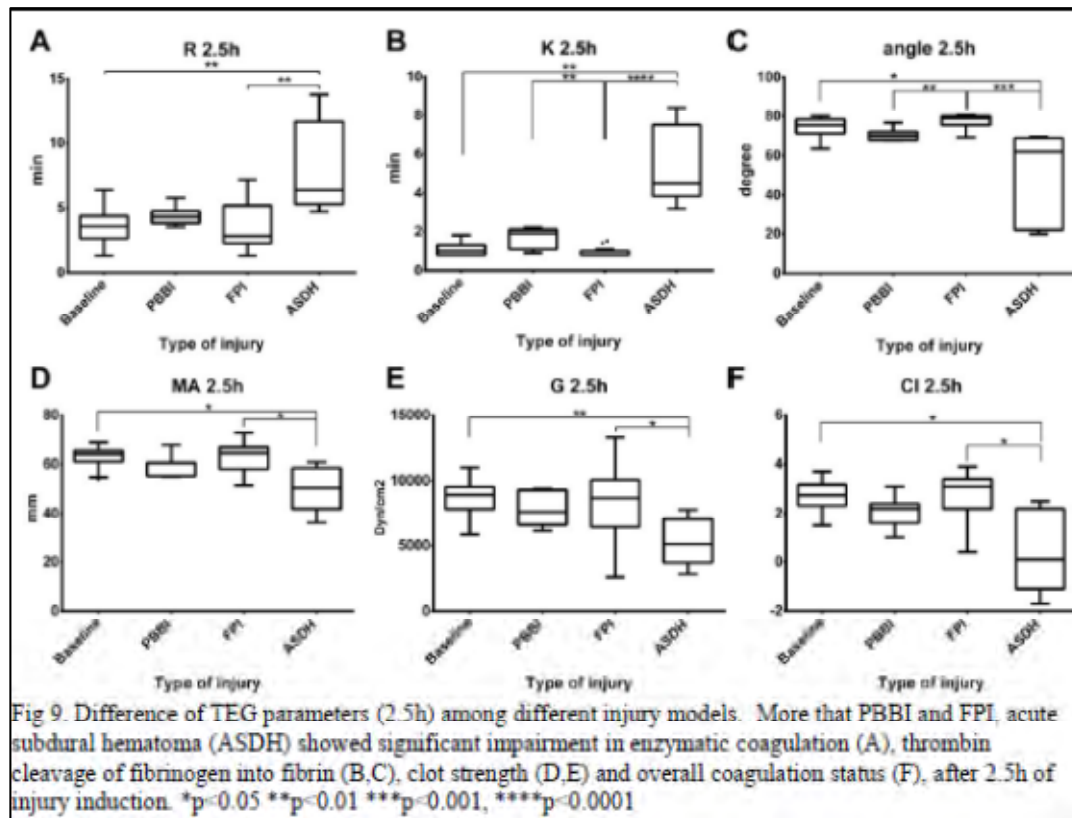 A
R 2.5h
**
**
15
10
5
0
min
Baseline
PBBI
FPI
ASDH
Type of injury
B
K 2.5h
**
**
****
10
8
6
4
2
0
min
Baseline
PBBI
FPI
ASDH
Type of injury
C
angle 2.5h
*
**
***
100
80
60
40
20
0
degree
Baseline
PBBI
FPI
ASDH
Type of injury
D
MA 2.5h
*
*
80
60
40
20
0
mm
Baseline
PBBI
FPI
ASDH
Type of injury
E
G 2.5h
**
*
15000
10000
5000
0
Dyn/cm2
Baseline
PBBI
FPI
ASDH
Type of injury
F
CI 2.5h
*
*
6
4
2
0
-2
Baseline
PBBI
FPI
ASDH
Type of injury
Fig 9. Difference of TEG parameters (2.5h) among different injury models. More that PBBI and FPI, acute
subdural hematoma (ASDH) showed significant impairment in enzymatic coagulation (A), thrombin
cleavage of fibrinogen into fibrin (B,C), clot strength (D,E) and overall coagulation status (F), after 2.5h of
injury induction. *p<0.05 **p<0.01 ***p<0.001, ****p<0.0001